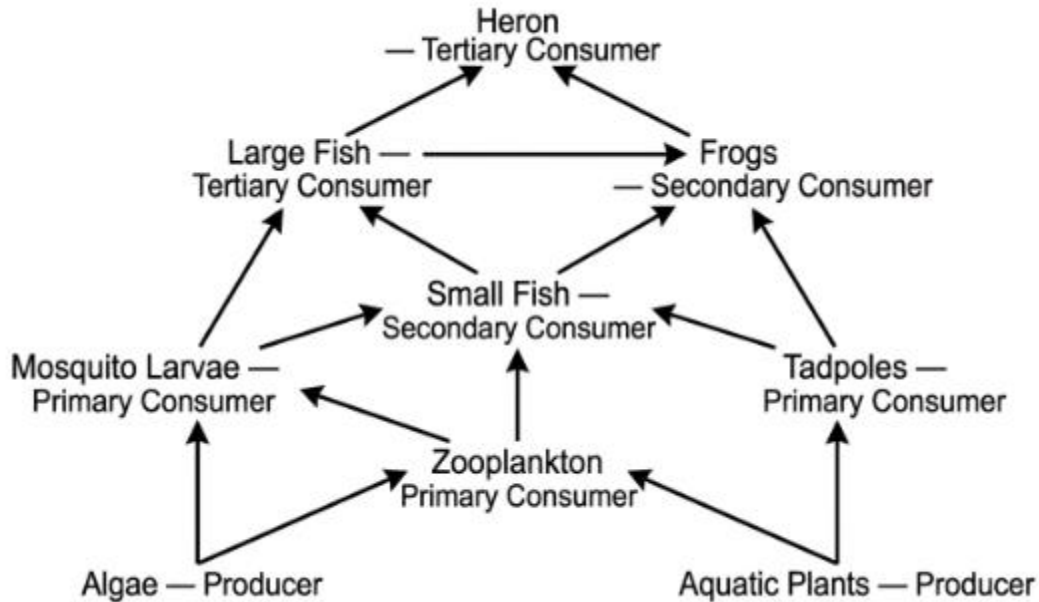 Heron
— Tertiary Consumer
Large Fish —
Tertiary Consumer
Frogs
— Secondary Consumer
Small Fish —
Secondary Consumer
Mosquito Larvae —
Primary Consumer
Tadpoles —
Primary Consumer
Zooplankton
Primary Consumer
Algae — Producer
Aquatic Plants — Producer